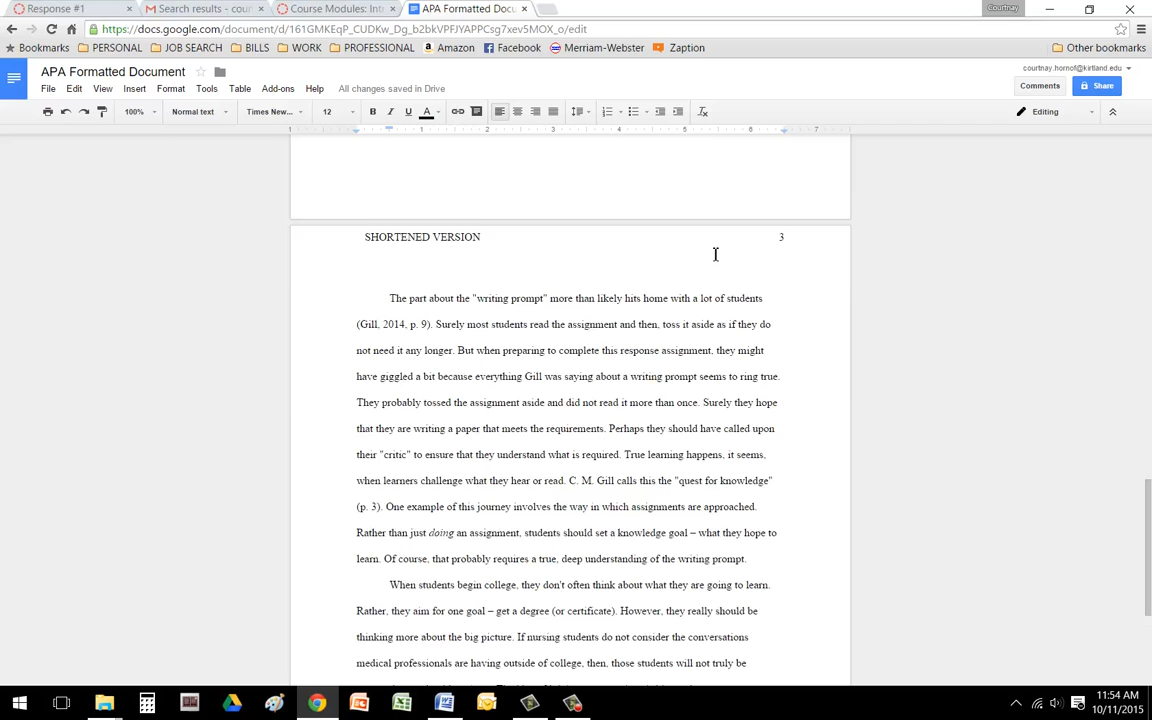 Response #1
Search results - cour
Course Modules: Intr
APA Formatted Docu
Courtnay
https://docs.google.com/document/d/161GMKEqP_CUDKw_Dg_b2bkVPFJYAPPCsg7xev5MOX_o/edit
Bookmarks PERSONAL JOB SEARCH BILLS WORK PROFESSIONAL Amazon Facebook Merriam-Webster Zaption Other bookmarks
APA Formatted Document
courtnay.hornof@kirtland.edu
File Edit View Insert Format Tools Table Add-ons Help All changes saved in Drive
Comments Share
100% Normal text Times New... 12 B I U A Editing
1 1 2 3 4 5 6 7
SHORTENED VERSION 3
The part about the "writing prompt" more than likely hits home with a lot of students
(Gill, 2014, p. 9). Surely most students read the assignment and then, toss it aside as if they do
not need it any longer. But when preparing to complete this response assignment, they might
have giggled a bit because everything Gill was saying about a writing prompt seems to ring true.
They probably tossed the assignment aside and did not read it more than once. Surely they hope
that they are writing a paper that meets the requirements. Perhaps they should have called upon
their "critic" to ensure that they understand what is required. True learning happens, it seems,
when learners challenge what they hear or read. C. M. Gill calls this the "quest for knowledge"
(p. 3). One example of this journey involves the way in which assignments are approached.
Rather than just doing an assignment, students should set a knowledge goal – what they hope to
learn. Of course, that probably requires a true, deep understanding of the writing prompt.
When students begin college, they don't often think about what they are going to learn.
Rather, they aim for one goal – get a degree (or certificate). However, they really should be
thinking more about the big picture. If nursing students do not consider the conversations
medical professionals are having outside of college, then, those students will not truly be
11:54 AM
10/11/2015